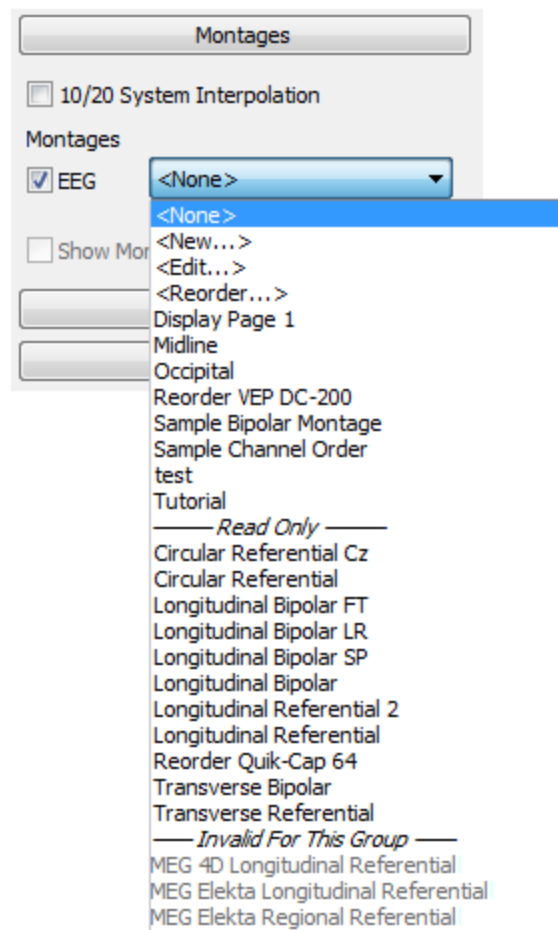 Montages
10/20 System Interpolation
Montages
EEG <None>
<None>
Show Mor <New...>
<Edit...>
<Reorder...>
Display Page 1
Midline
Occipital
Reorder VEP DC-200
Sample Bipolar Montage
Sample Channel Order
test
Tutorial
Read Only
Circular Referential Cz
Circular Referential
Longitudinal Bipolar FT
Longitudinal Bipolar LR
Longitudinal Bipolar SP
Longitudinal Bipolar
Longitudinal Referential 2
Longitudinal Referential
Reorder Quik-Cap 64
Transverse Bipolar
Transverse Referential
Invalid For This Group
MEG 4D Longitudinal Referential
MEG Elekta Longitudinal Referential
MEG Elekta Regional Referential